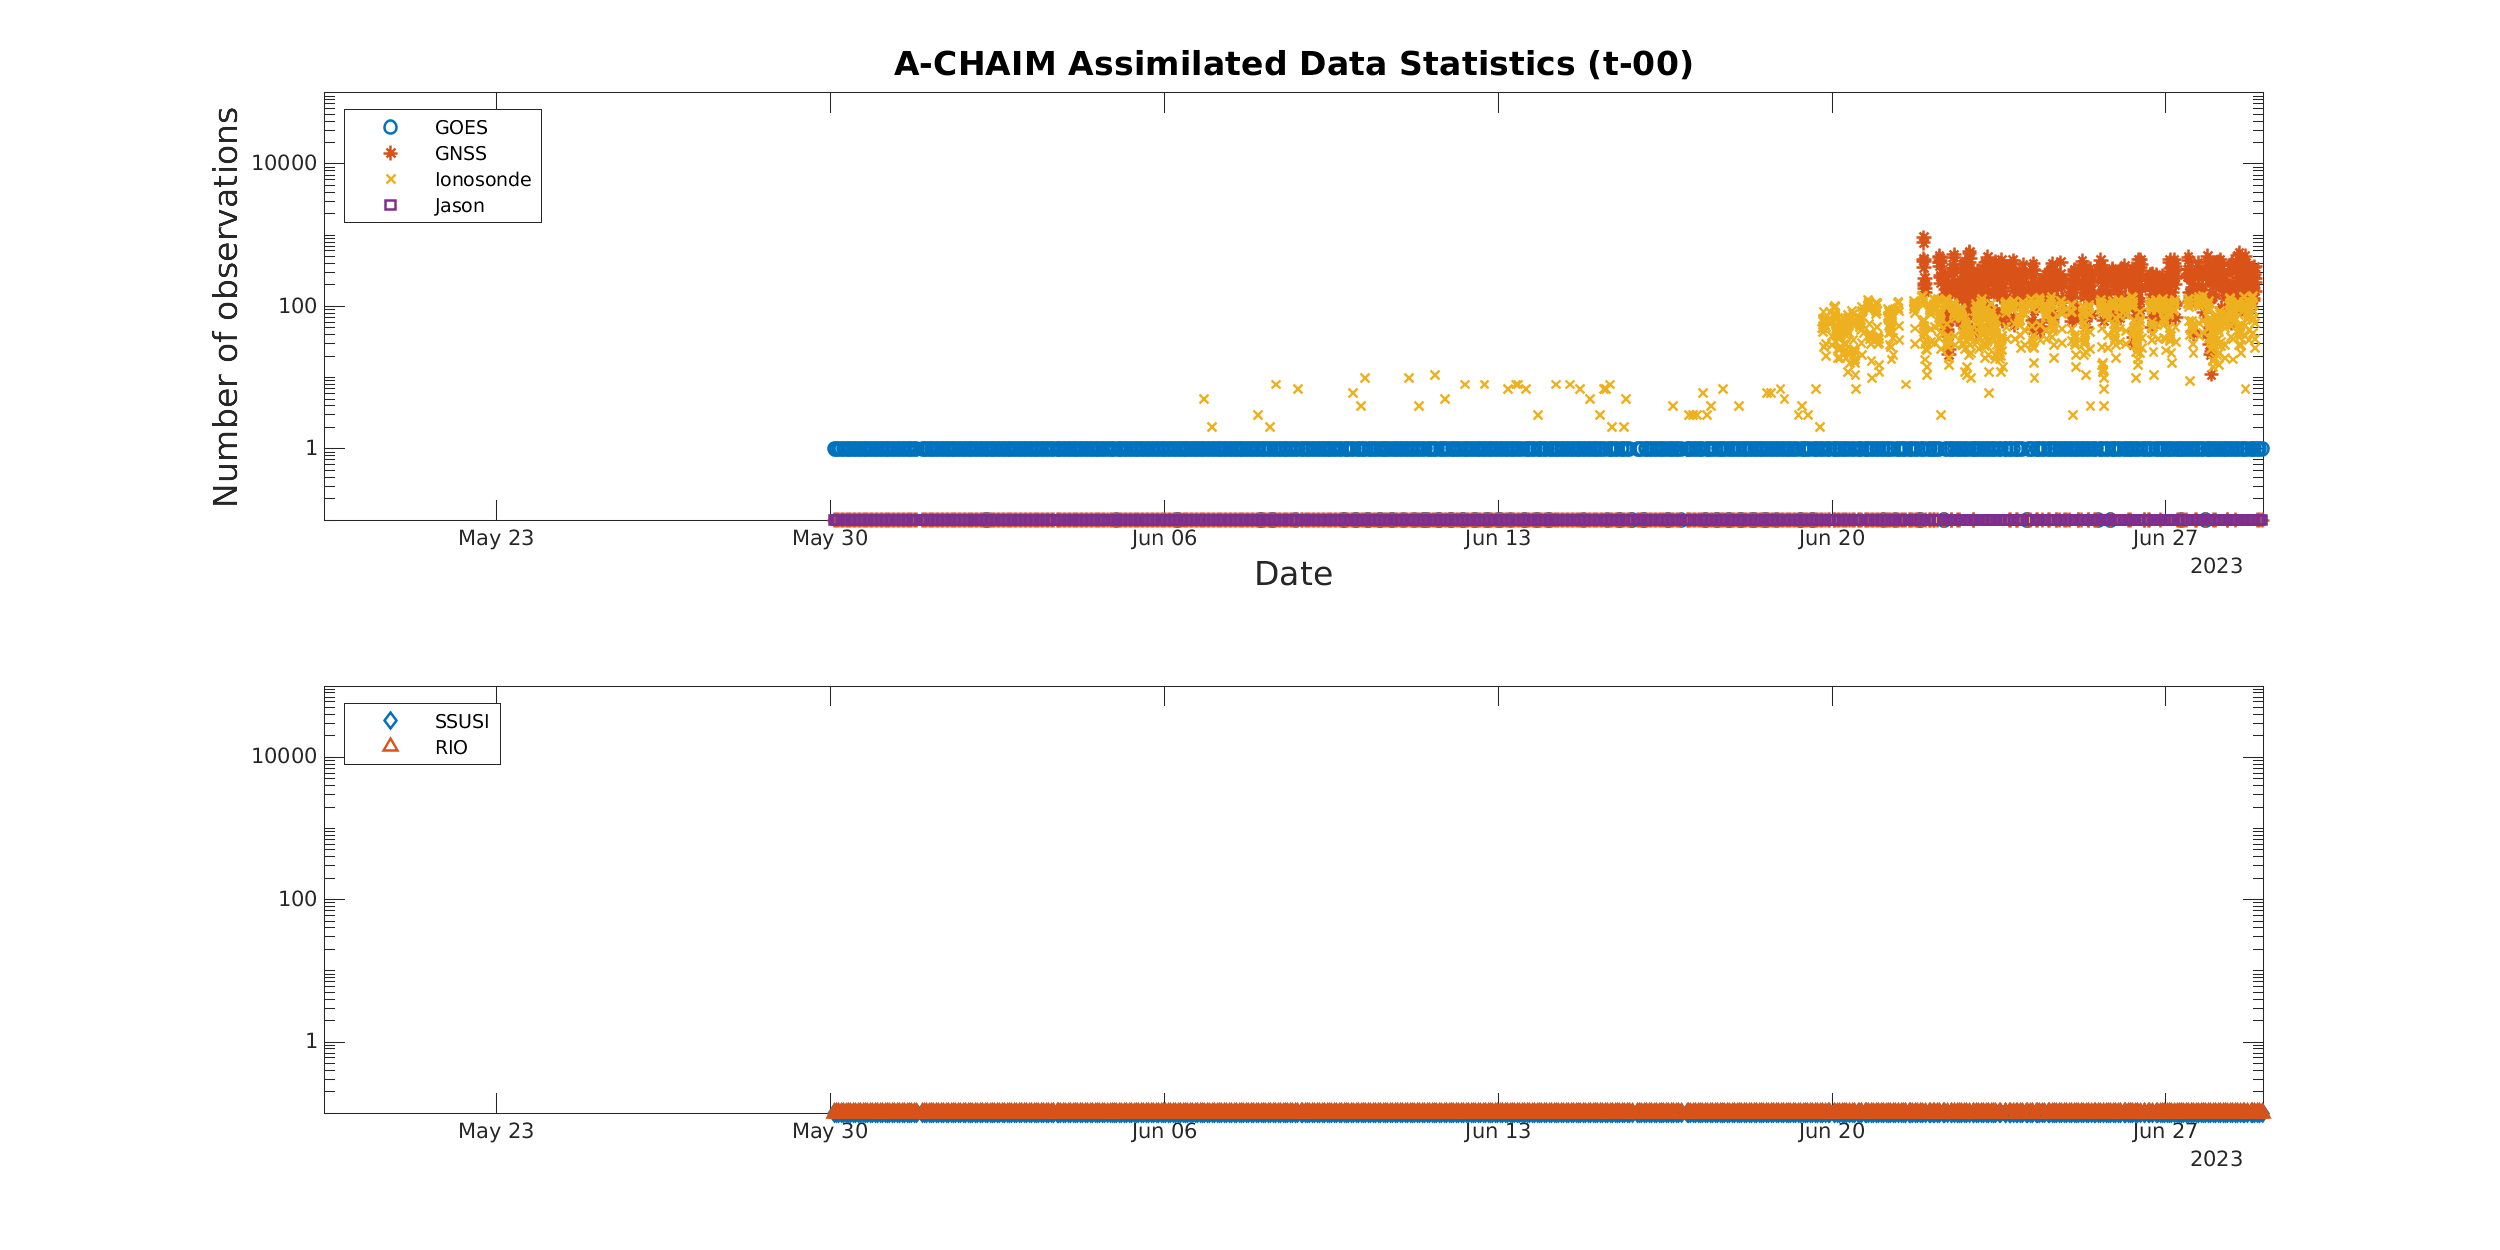 A-CHAIM Assimilated Data Statistics (t-00)
Number of observations
10000
100
1
GOES
GNSS
Ionosonde
Jason
May 23 May 30 Jun 06 Jun 13 Jun 20 Jun 27
2023
Date
10000
100
1
SSUSI
RIO
May 23 May 30 Jun 06 Jun 13 Jun 20 Jun 27
2023